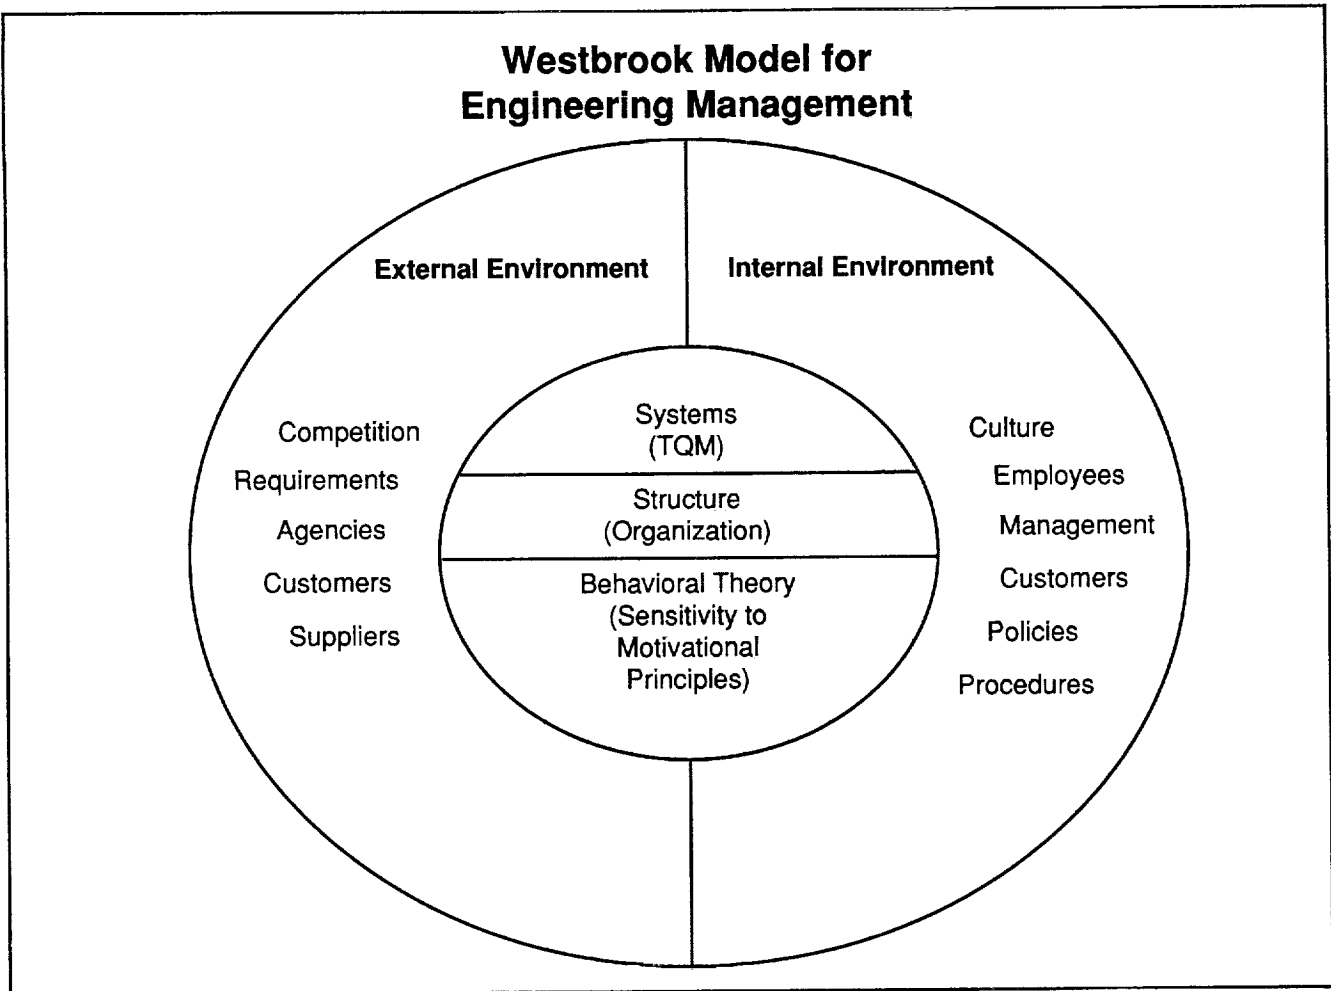 Westbrook Model for
Engineering Management
External Environment
Internal Environment
Competition
Requirements
Agencies
Customers
Suppliers
Systems
(TQM)
Structure
(Organization)
Behavioral Theory
(Sensitivity to
Motivational
Principles)
Culture
Employees
Management
Customers
Policies
Procedures